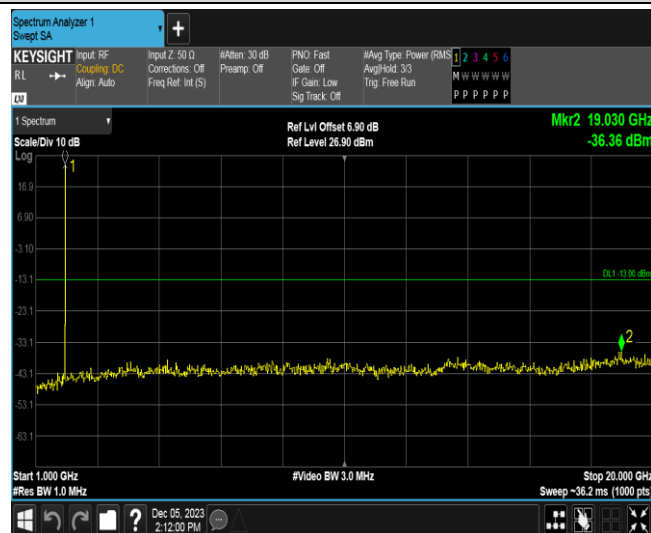 Spectrum Analyzer 1
Swept SA
KEYSIGHT
RL
Input: RF
Coupling: DC
Align: Auto
Input Z: 50 Ω
Corrections: Off
Freq Ref: Int (S)
#Atten: 30 dB
Preamp: Off
PNO: Fast
Gate: Off
IF Gain: Low
Sig Track: Off
#Avg Type: Power (RMS
Avg|Hold: 3/3
Trig: Free Run
1 2 3 4 5 6
M W W W W W
P P P P P P
1 Spectrum
Scale/Div 10 dB
Ref Lvl Offset 6.90 dB
Ref Level 26.90 dBm
Mkr2 19.030 GHz
-36.36 dBm
Log
1
16.9
6.90
-3.10
-13.1
DL1 -13.00 dBm
-23.1
-33.1
2
-43.1
-53.1
-63.1
Start 1.000 GHz
#Video BW 3.0 MHz
Stop 20.000 GHz
#Res BW 1.0 MHz
Sweep ~36.2 ms (1000 pts)
Dec 05, 2023
2:12:00 PM